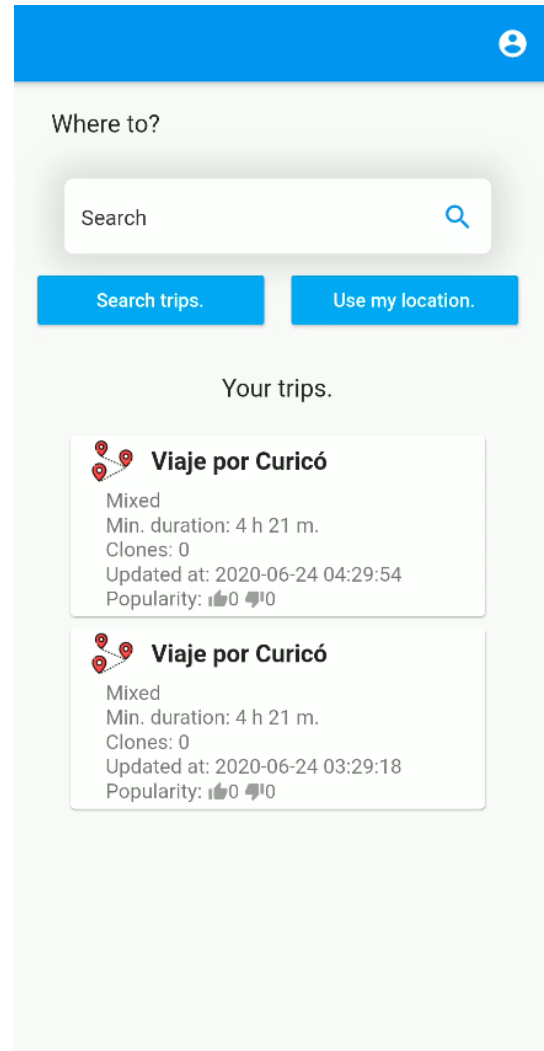 Where to?
Search
Search trips. Use my location.
Your trips.
Viaje por Curicó
Mixed
Min. duration: 4 h 21 m.
Clones: 0
Updated at: 2020-06-24 04:29:54
Popularity: 0 0
Viaje por Curicó
Mixed
Min. duration: 4 h 21 m.
Clones: 0
Updated at: 2020-06-24 03:29:18
Popularity: 0 0